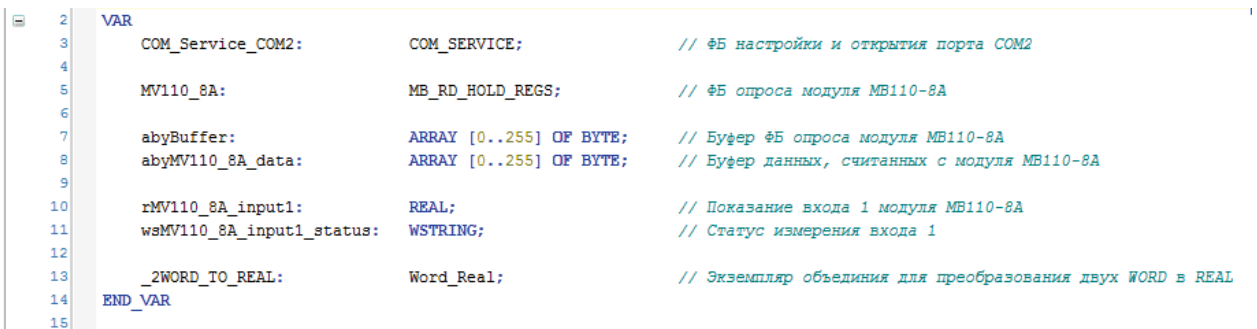 2 VAR
3 COM_Service_COM2: COM_SERVICE; // ФБ настройки и открытия порта COM2
4
5 MV110_8A: MB_RD_HOLD_REGS; // ФБ опроса модуля МВ110-8А
6
7 abyBuffer: ARRAY [0..255] OF BYTE; // Буфер ФБ опроса модуля МВ110-8А
8 abyMV110_8A_data: ARRAY [0..255] OF BYTE; // Буфер данных, считанных с модуля МВ110-8А
9
10 rMV110_8A_input1: REAL; // Показание входа 1 модуля МВ110-8А
11 wsMV110_8A_input1_status: WSTRING; // Статус измерения входа 1
12
13 _2WORD_TO_REAL: Word_Real; // Экземпляр объединия для преобразования двух WORD в REAL
14 END_VAR
15